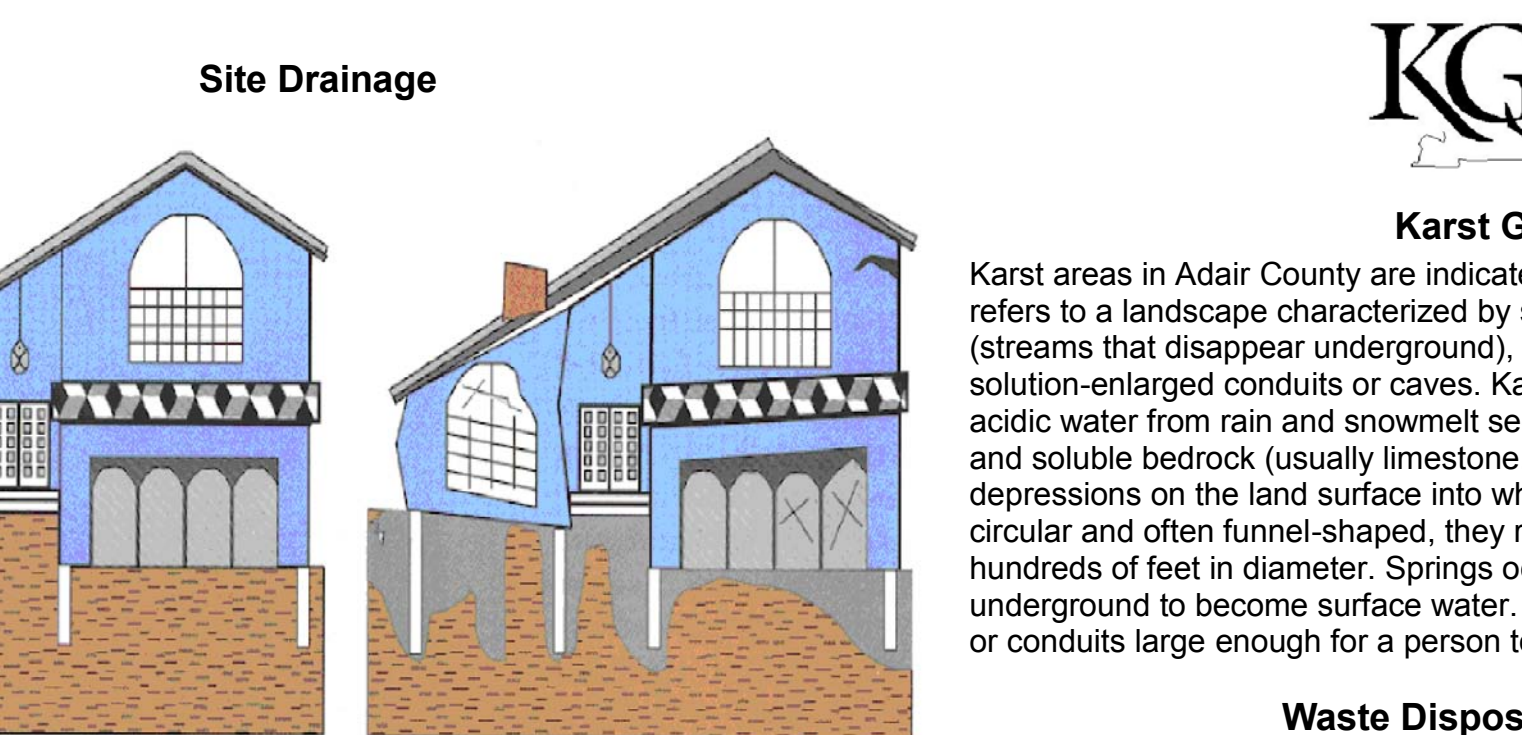 Site Drainage
KG
Karst G
Karst areas in Adair County are indicate
refers to a landscape characterized by s
(streams that disappear underground),
solution-enlarged conduits or caves. Ka
acidic water from rain and snowmelt se
and soluble bedrock (usually limestone
depressions on the land surface into wh
circular and often funnel-shaped, they r
hundreds of feet in diameter. Springs o
underground to become surface water.
or conduits large enough for a person t
Waste Dispos